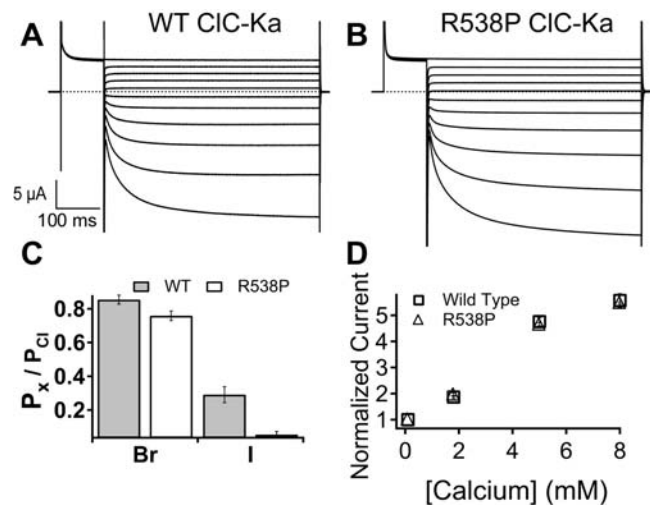 A WT ClC-Ka
B R538P ClC-Ka
5 µA
100 ms
C
WT R538P
P_X / P_Cl
0.8
0.6
0.4
0.2
Br I
D
Wild Type
R538P
Normalized Current
5
4
3
2
1
0 2 4 6 8
[Calcium] (mM)